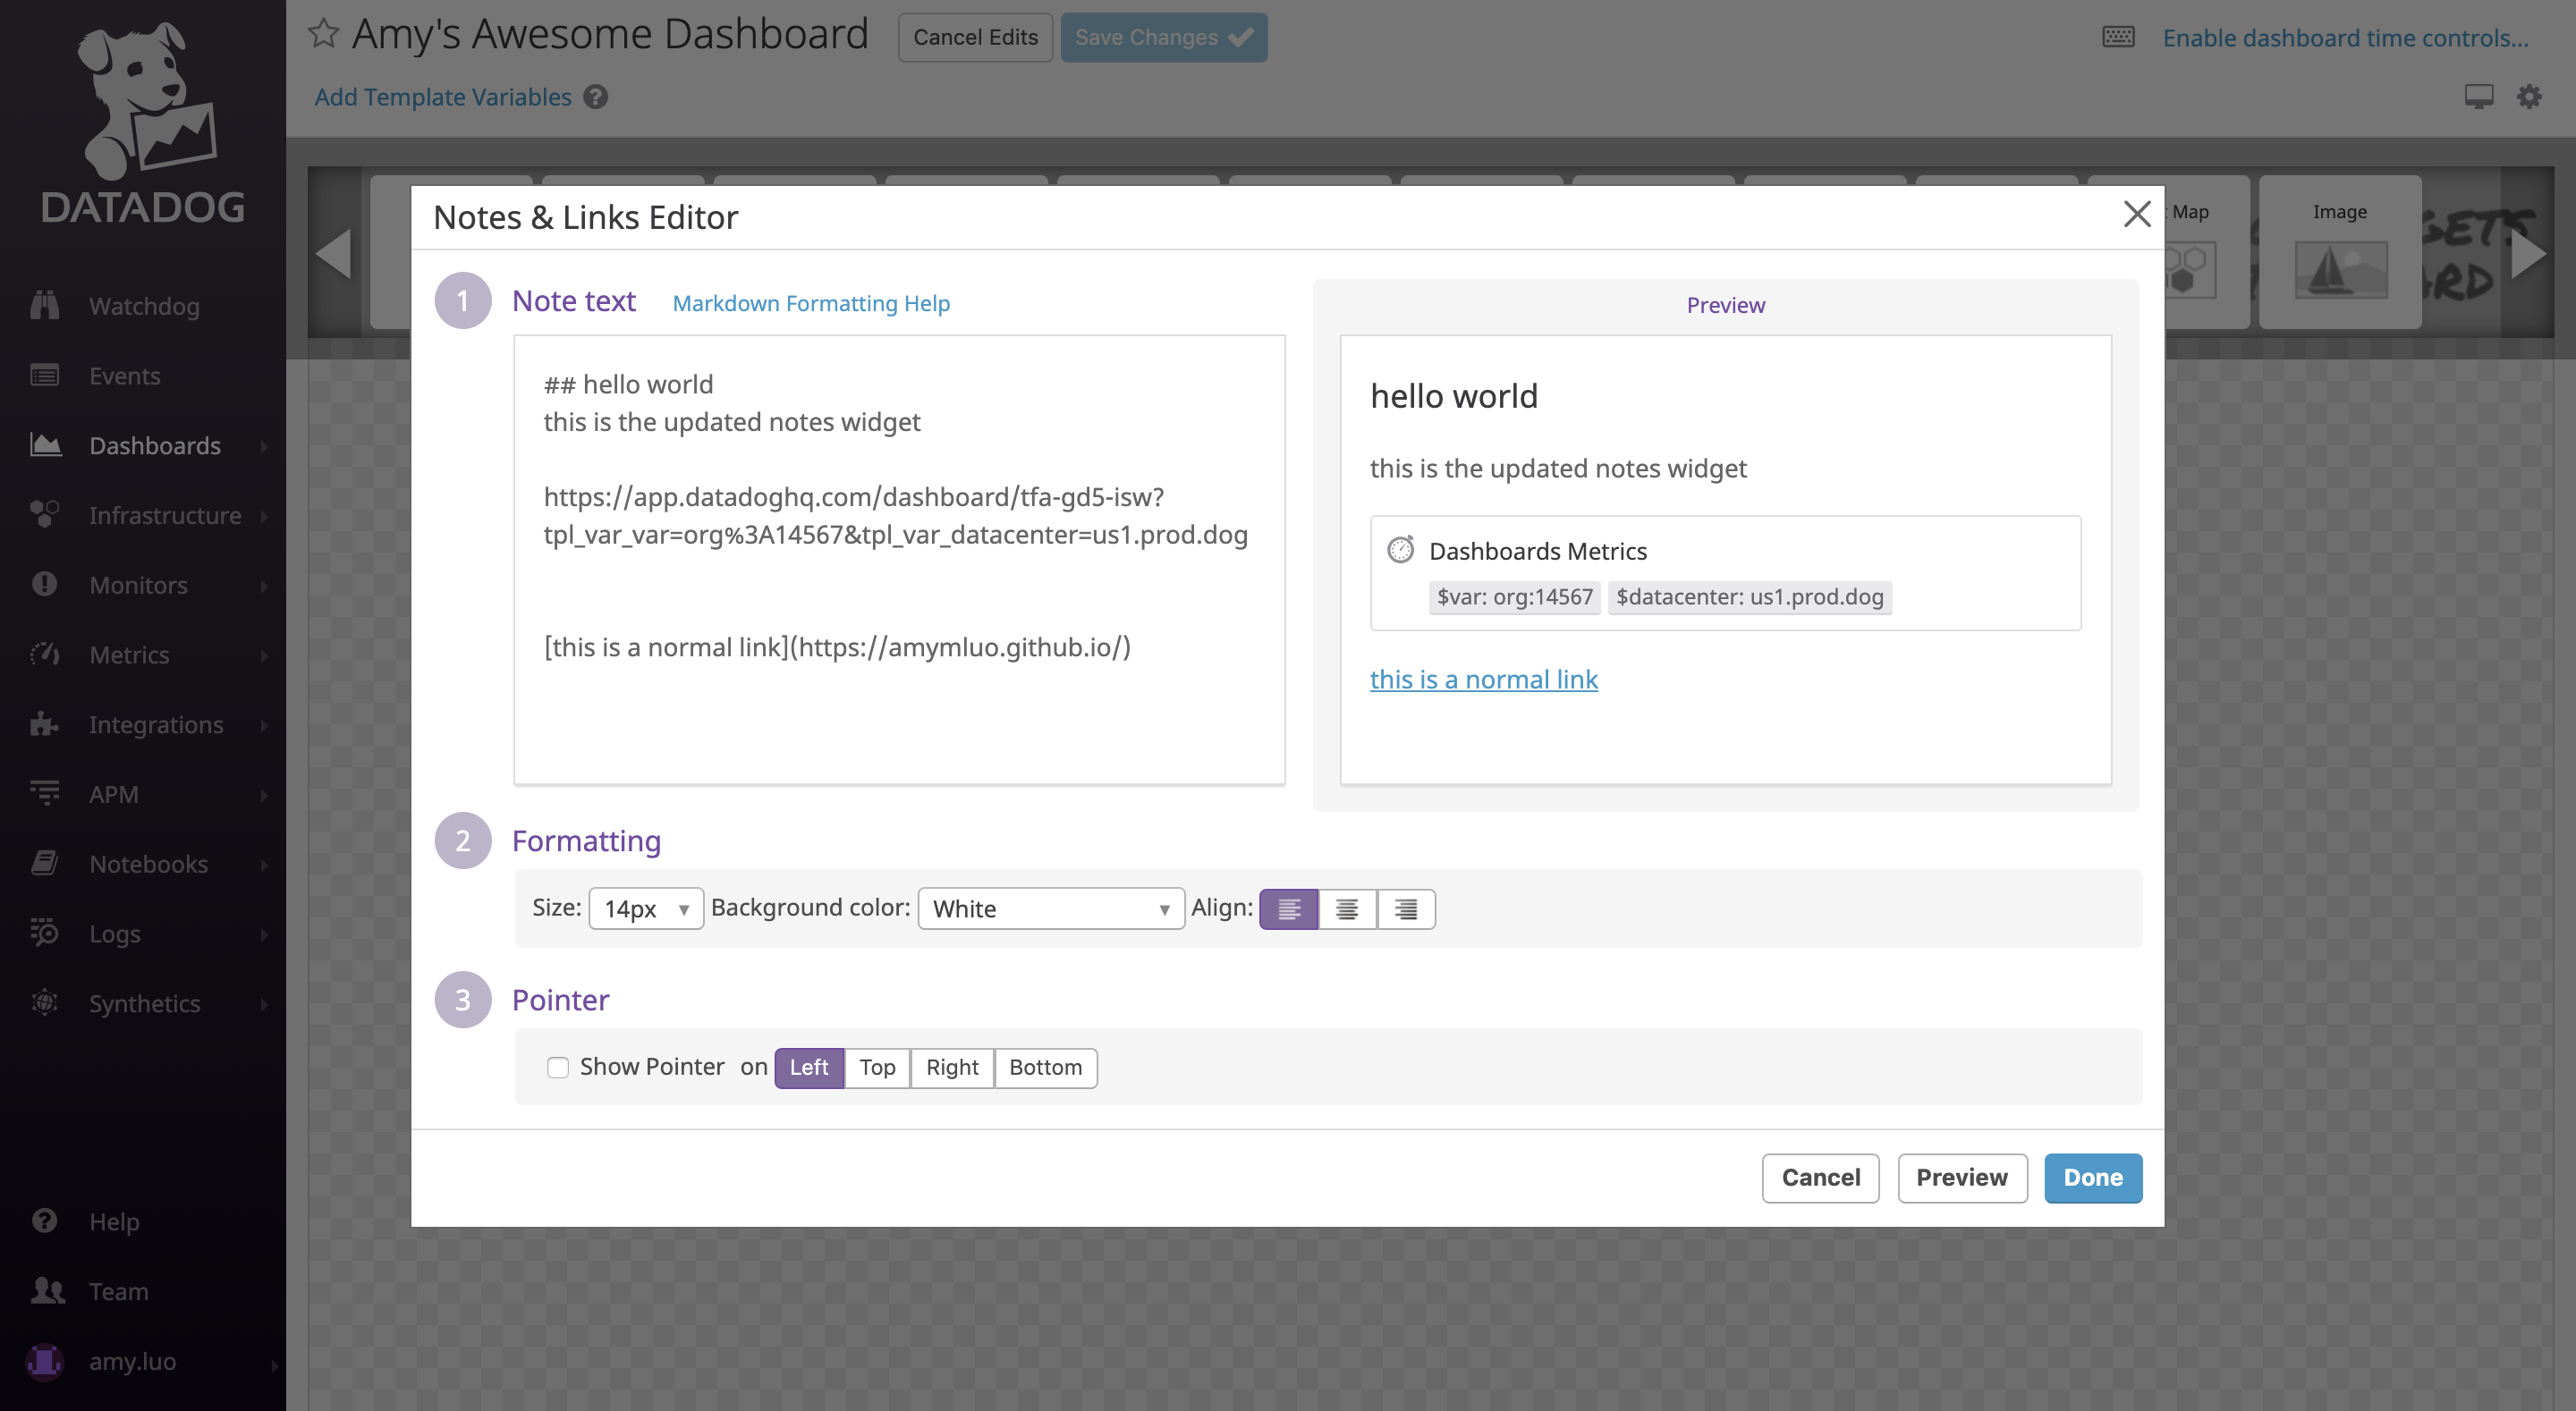 DATADOG
Watchdog
Events
Dashboards
Infrastructure
Monitors
Metrics
Integrations
APM
Notebooks
Logs
Synthetics
Help
Team
amy.luo
Amy's Awesome Dashboard
Cancel Edits
Save Changes
Enable dashboard time controls...
Add Template Variables ?
Map
Image
Notes & Links Editor
1 Note text Markdown Formatting Help
## hello world
this is the updated notes widget
https://app.datadoghq.com/dashboard/tfa-gd5-isw?
tpl_var_var=org%3A14567&tpl_var_datacenter=us1.prod.dog
[this is a normal link](https://amymluo.github.io/)
Preview
hello world
this is the updated notes widget
Dashboards Metrics
$var: org:14567 $datacenter: us1.prod.dog
this is a normal link
2 Formatting
Size: 14px Background color: White Align:
3 Pointer
Show Pointer on Left Top Right Bottom
Cancel Preview Done